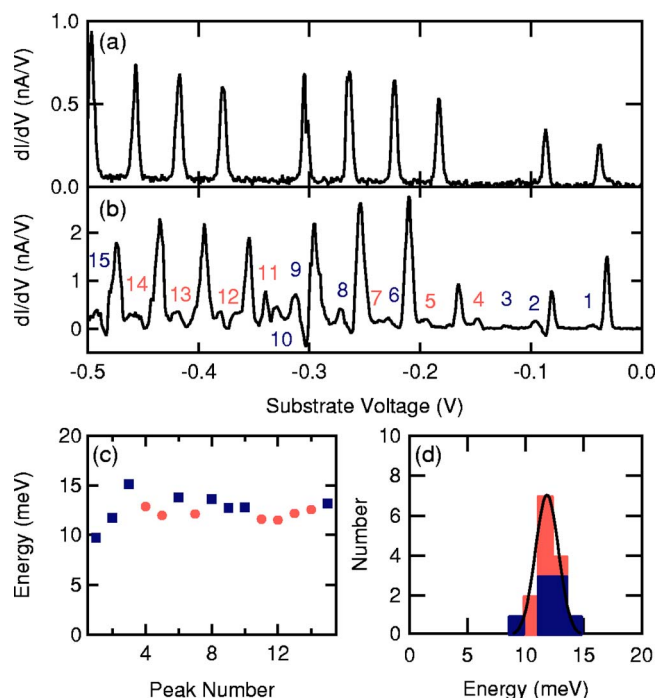 (a)
dI/dV (nA/V)
1.0
0.5
0.0
(b)
dI/dV (nA/V)
2
1
0
15
14
13
12
11
10
9
8
7
6
5
4
3
2
1
-0.5 -0.4 -0.3 -0.2 -0.1 0.0
Substrate Voltage (V)
(c)
Energy (meV)
20
15
10
5
0
4 8 12
Peak Number
(d)
Number
10
8
6
4
2
0
0 5 10 15 20
Energy (meV)